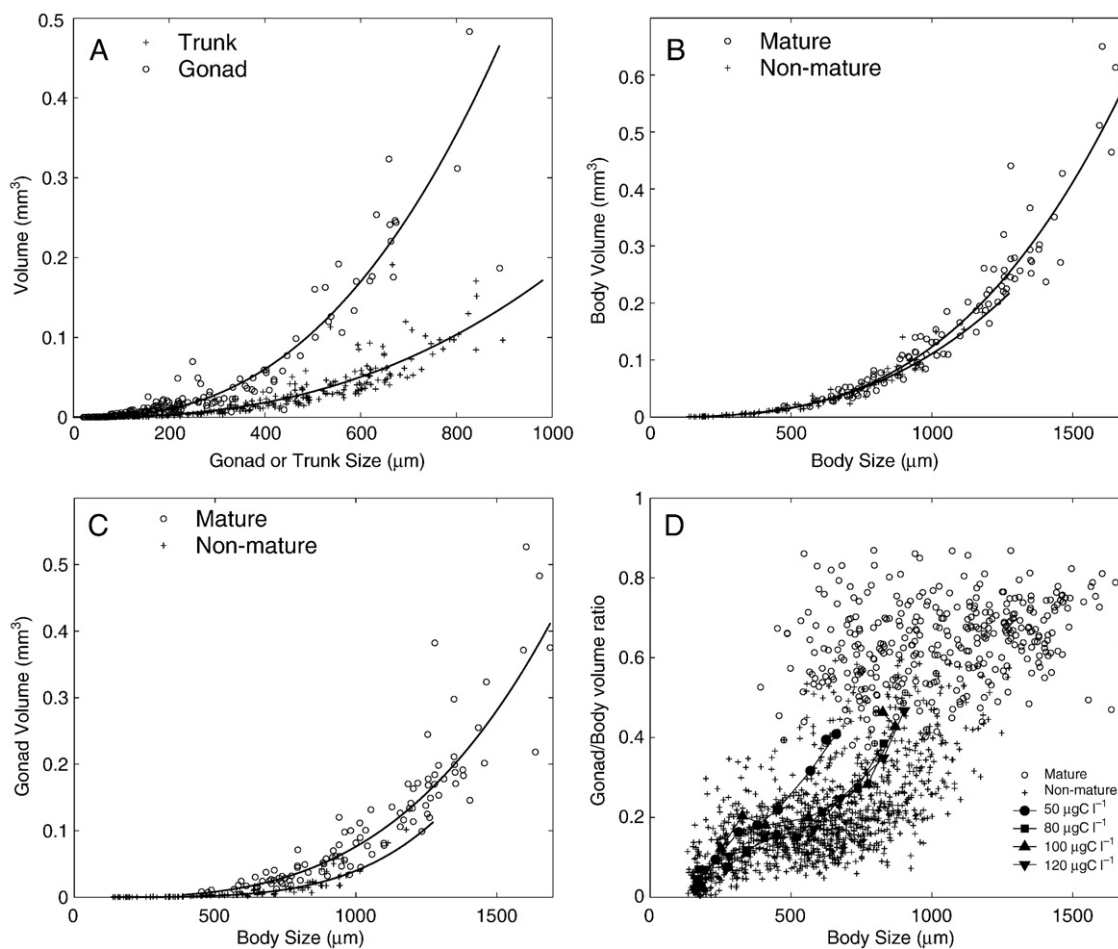 A
+ Trunk
○ Gonad
0.5
0.4
0.3
0.2
0.1
0
Volume (mm³)
0 200 400 600 800 1000
Gonad or Trunk Size (μm)
B
○ Mature
+ Non-mature
0.6
0.5
0.4
0.3
0.2
0.1
0
Body Volume (mm³)
0 500 1000 1500
Body Size (μm)
C
○ Mature
+ Non-mature
0.5
0.4
0.3
0.2
0.1
0
Gonad Volume (mm³)
0 500 1000 1500
Body Size (μm)
D
1
0.8
0.6
0.4
0.2
0
Gonad/Body volume ratio
○ Mature
+ Non-mature
● 50 μgC l⁻¹
■ 80 μgC l⁻¹
▲ 100 μgC l⁻¹
▼ 120 μgC l⁻¹
0 500 1000 1500
Body Size (μm)